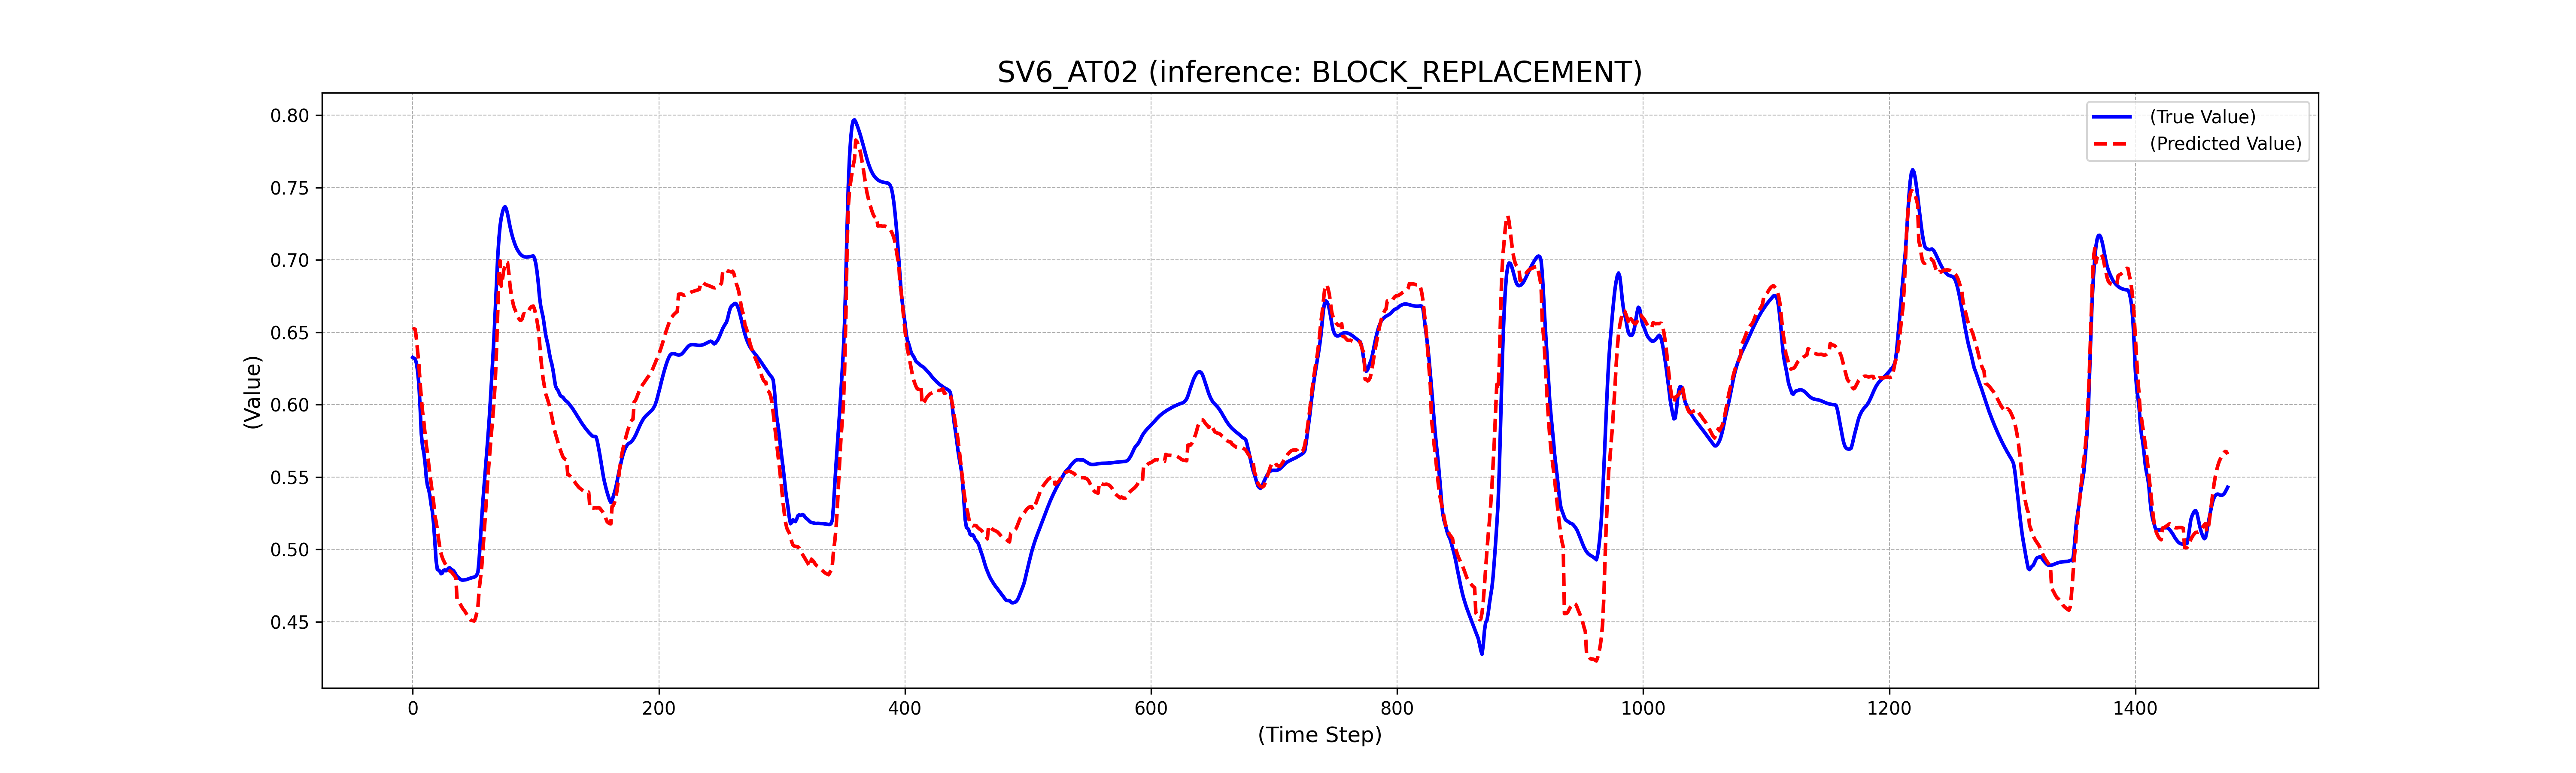 SV6_AT02 (inference: BLOCK_REPLACEMENT)
(True Value)
(Predicted Value)
0.80
0.75
0.70
0.65
0.60
0.55
0.50
0.45
(Value)
0 200 400 600 800 1000 1200 1400
(Time Step)